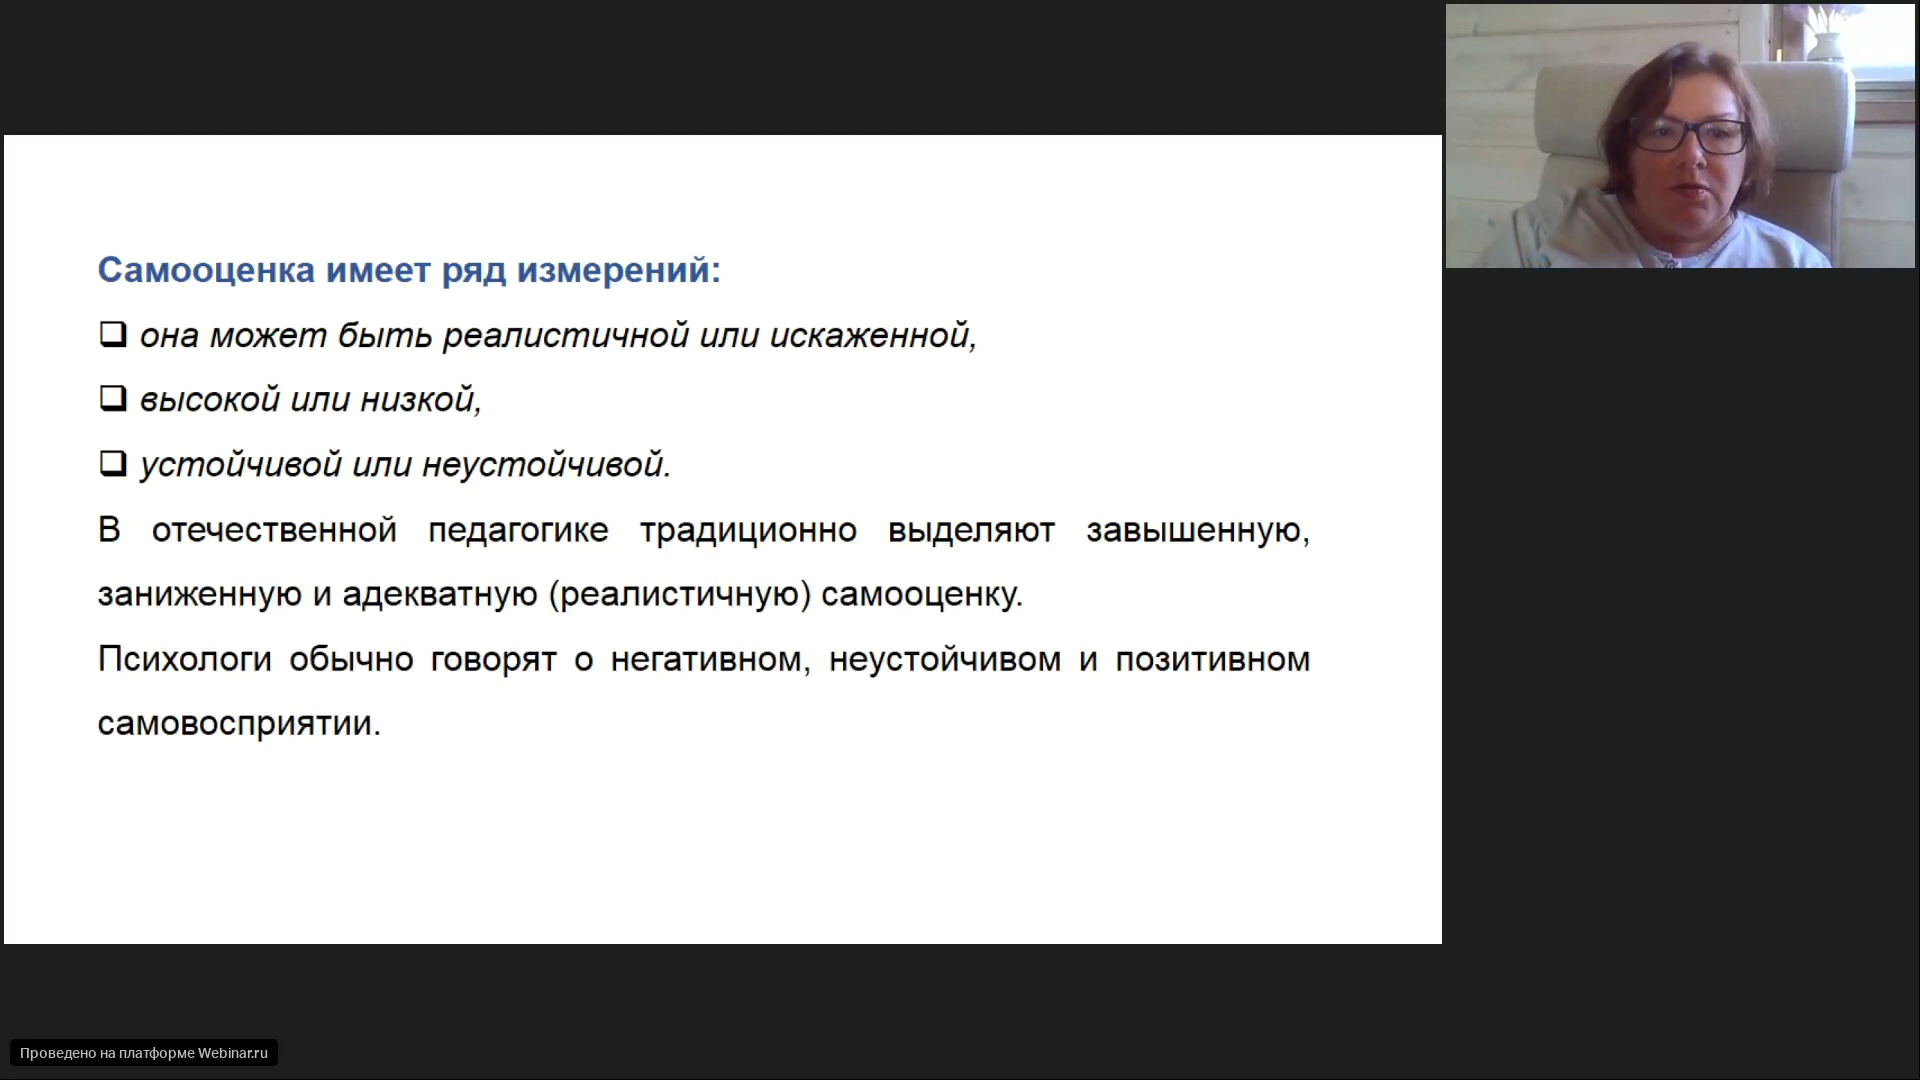 Самооценка имеет ряд измерений:
❑ она может быть реалистичной или искаженной,
❑ высокой или низкой,
❑ устойчивой или неустойчивой.
В отечественной педагогике традиционно выделяют завышенную,
заниженную и адекватную (реалистичную) самооценку.
Психологи обычно говорят о негативном, неустойчивом и позитивном
самовосприятии.
Проведено на платформе Webinar.ru